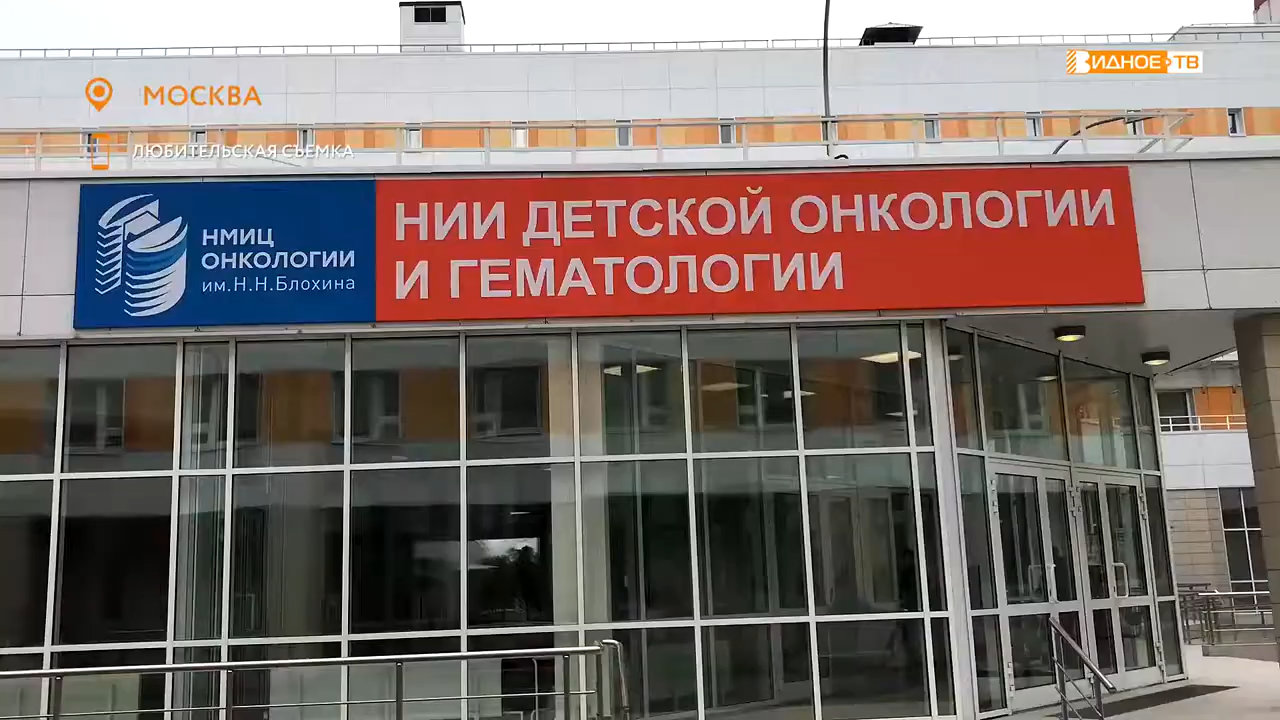 ВИДНОЕ ТВ
МОСКВА
ЛЮБИТЕЛЬСКАЯ СЪЕМКА
НМИЦ
ОНКОЛОГИИ
им.Н.Н.Блохина
НИИ ДЕТСКОЙ ОНКОЛОГИИ
И ГЕМАТОЛОГИИ